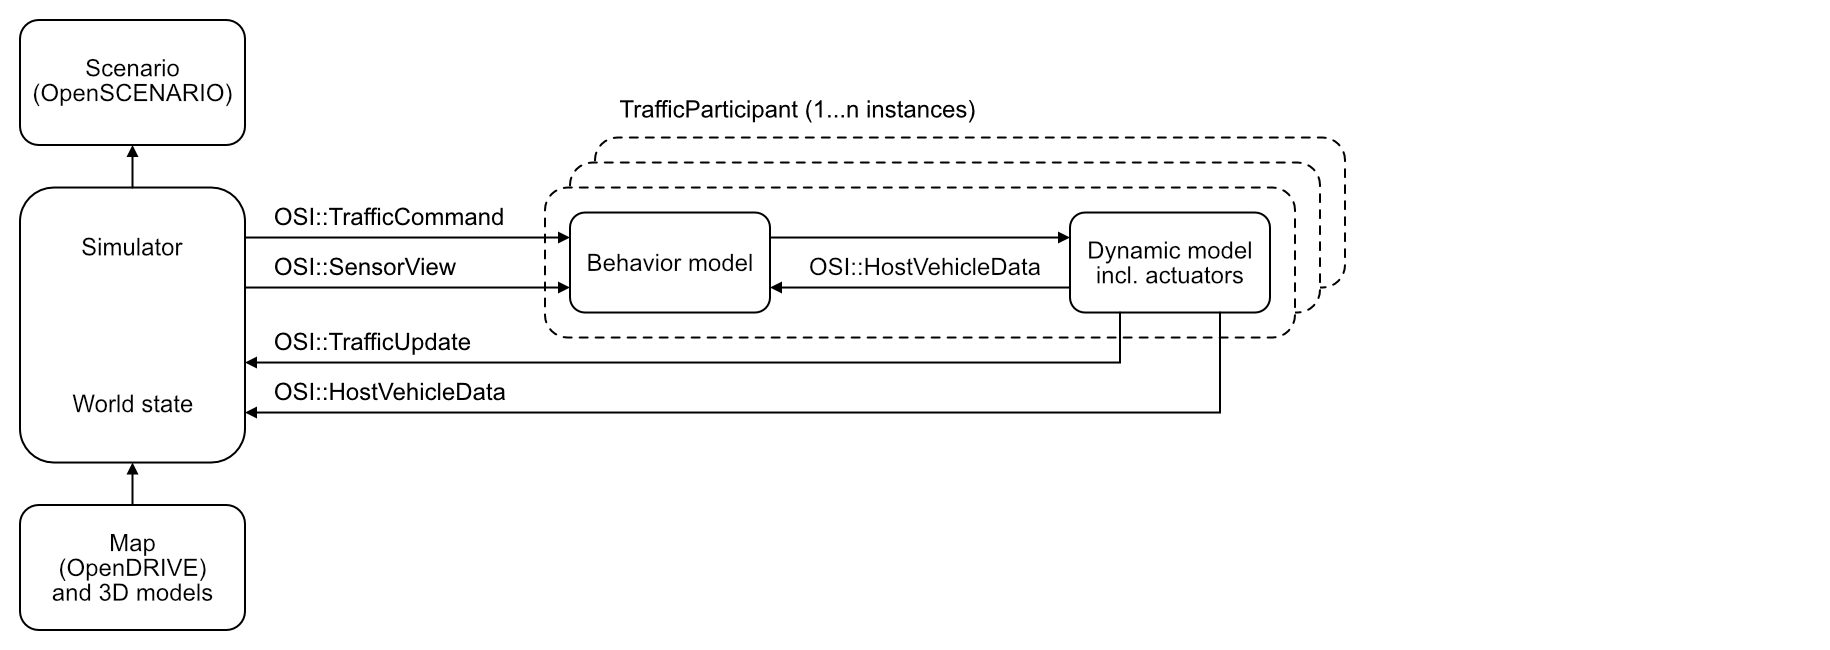 Scenario
(OpenSCENARIO)
TrafficParticipant (1...n instances)
OSI::TrafficCommand
Simulator
OSI::SensorView
Behavior model
OSI::HostVehicleData
Dynamic model
incl. actuators
OSI::TrafficUpdate
OSI::HostVehicleData
World state
Map
(OpenDRIVE)
and 3D models